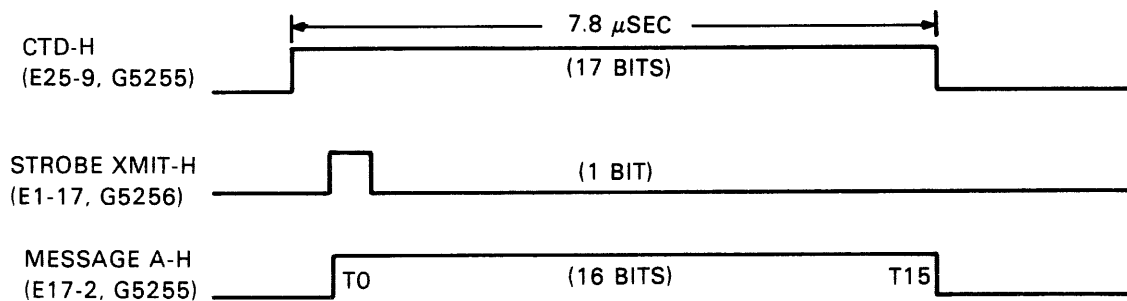 7.8 μSEC
CTD-H
(E25-9, G5255)
(17 BITS)
STROBE XMIT-H
(E1-17, G5256)
(1 BIT)
MESSAGE A-H
(E17-2, G5255)
T0
(16 BITS)
T15